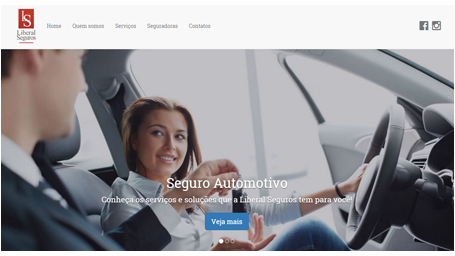 LS
Liberal
Seguros
Home Quem somos Serviços Seguradoras Contatos
Seguro Automotivo
Conheça os serviços e soluções que a Liberal Seguros tem para você!
Veja mais